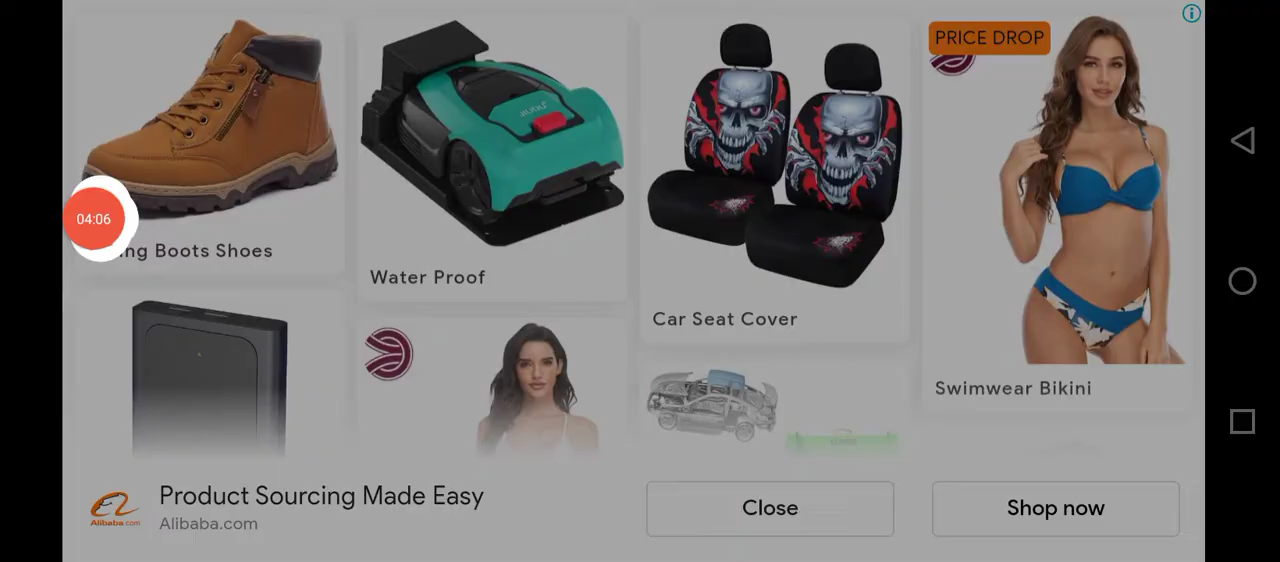 PRICE DROP
04:06
ng Boots Shoes
Water Proof
Car Seat Cover
Swimwear Bikini
Product Sourcing Made Easy
Alibaba.com
Alibaba.com
Close
Shop now